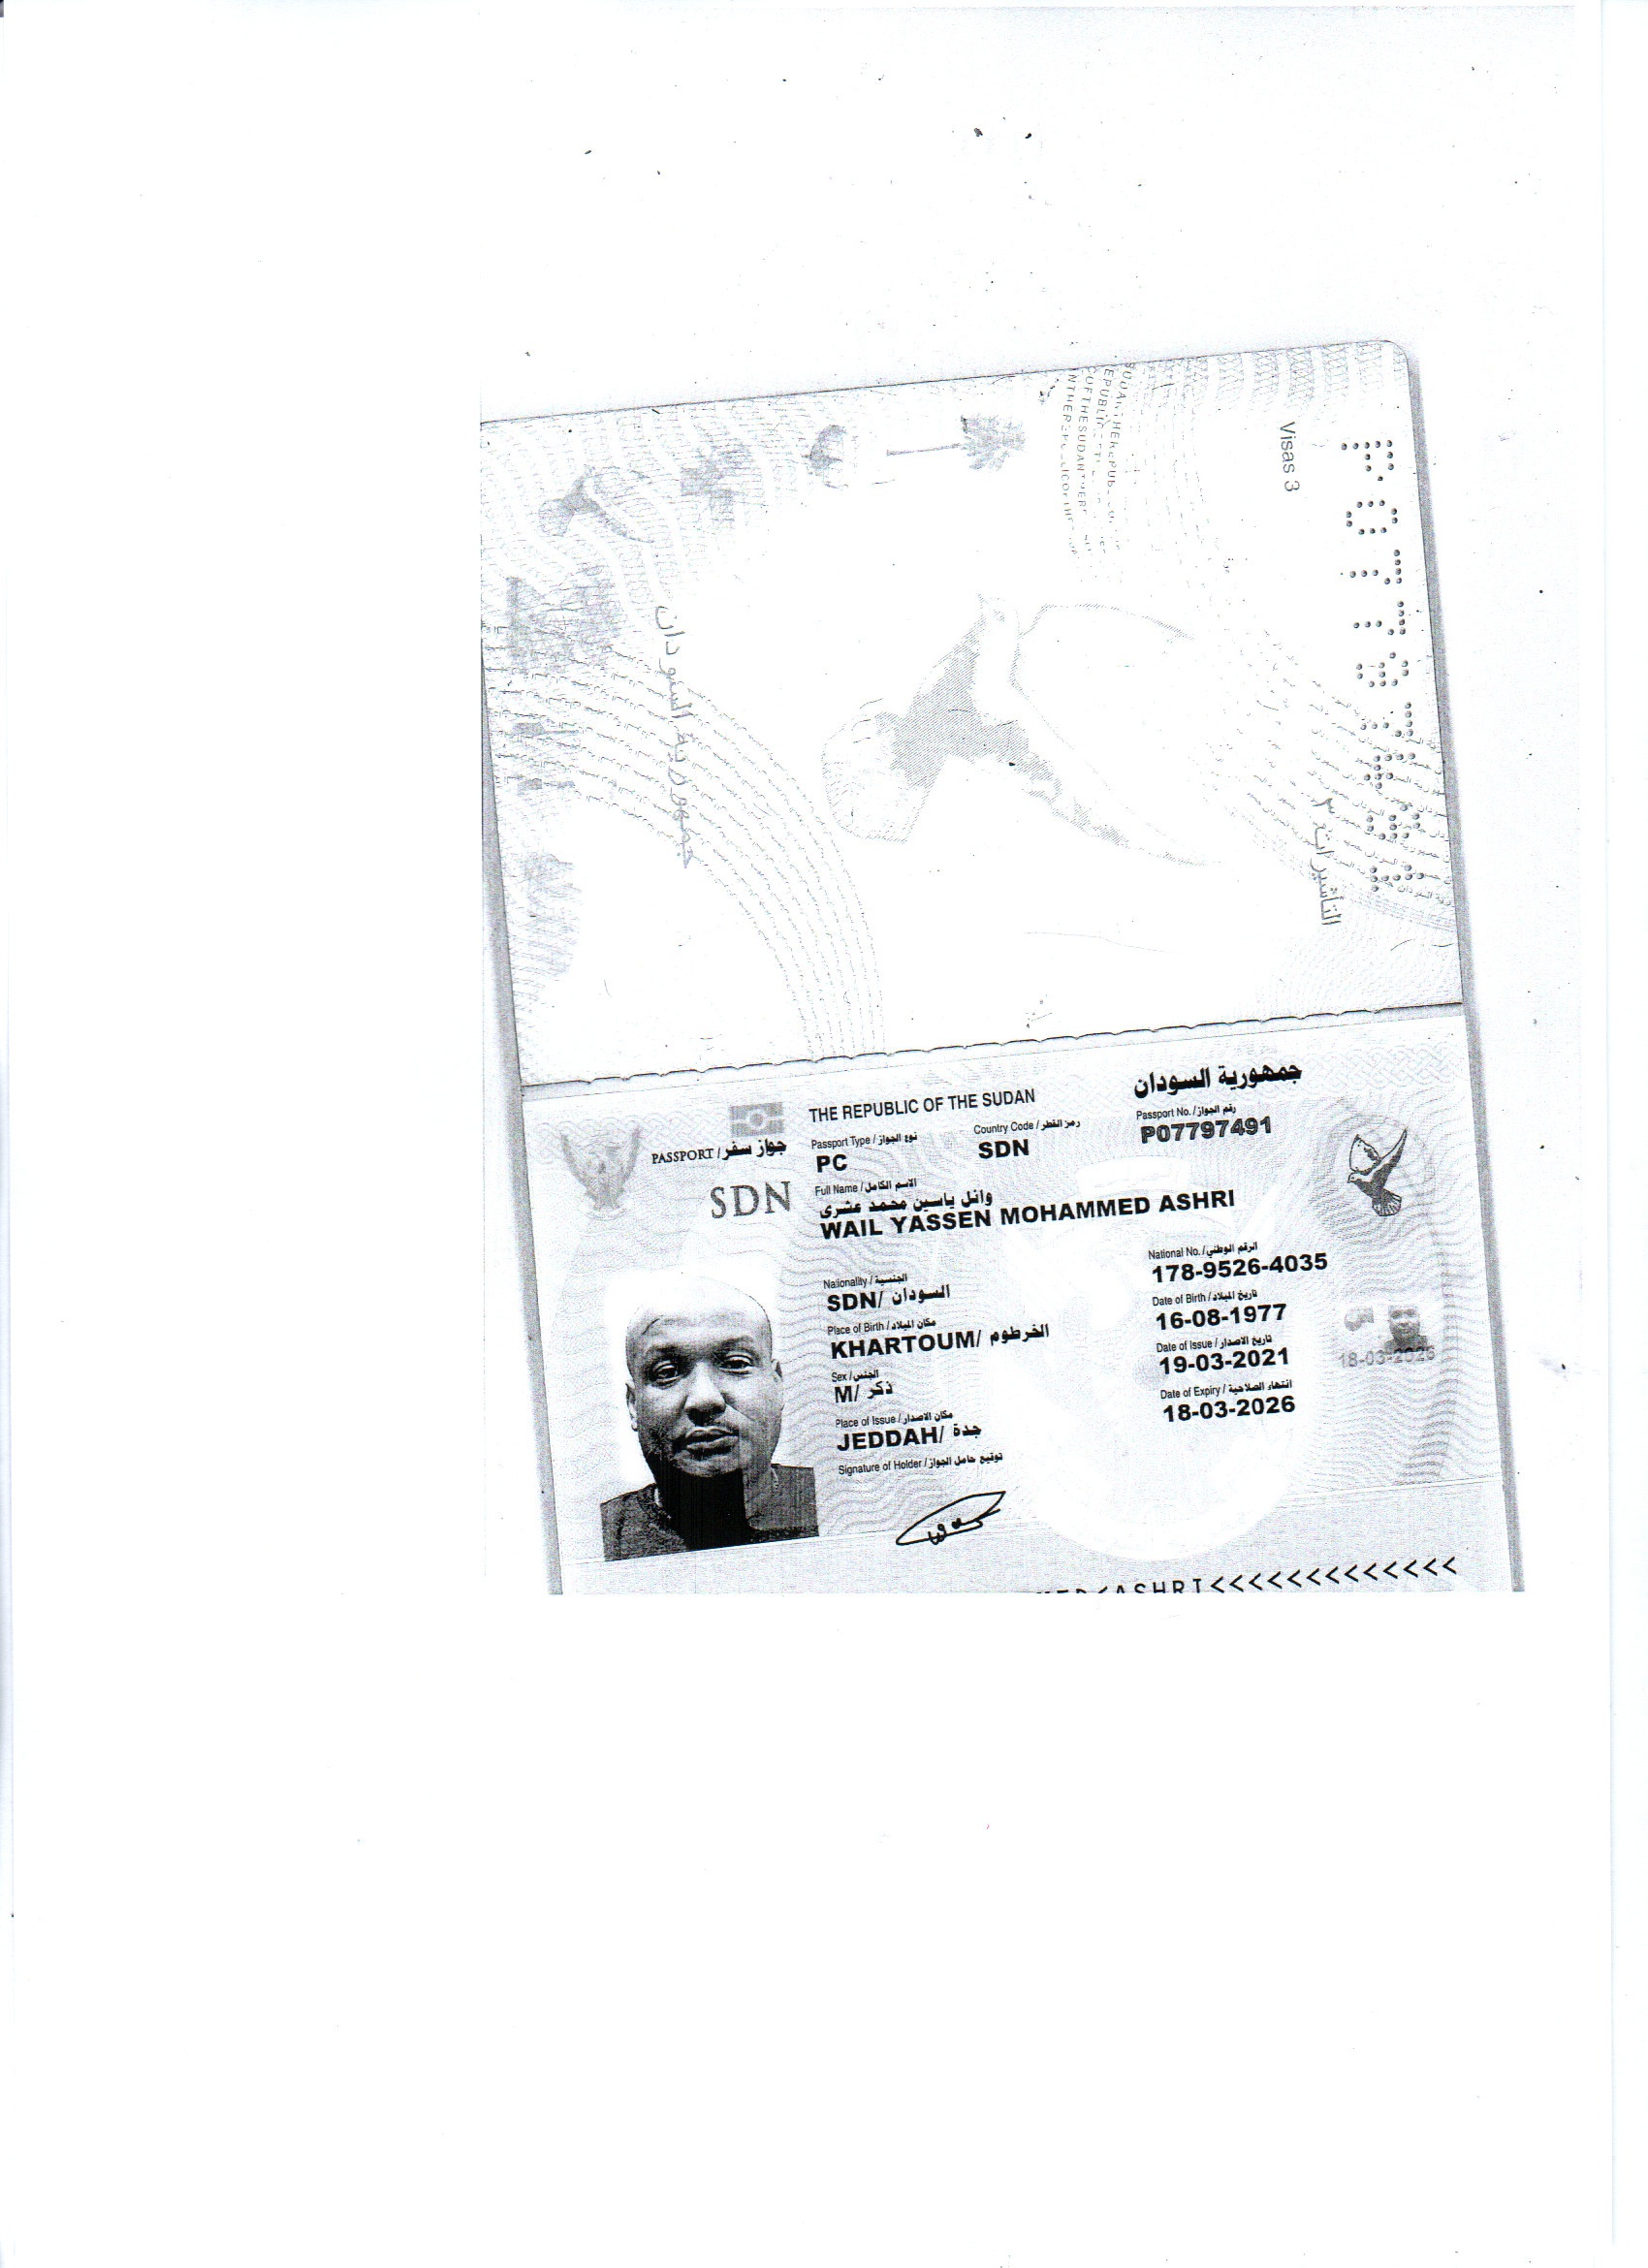 Visas 3
التأشيرات ٣
جمهورية السودان
P07797491
THE REPUBLIC OF THE SUDAN
جمهورية السودان
PASSPORT / جواز سفر
SDN
Passport Type / نوع الجواز
PC
Country Code / رمز القطر
SDN
Passport No. / رقم الجواز
P07797491
Full Name / الاسم الكامل
وائل ياسين محمد عشرى
WAIL YASSEN MOHAMMED ASHRI
Nationality / الجنسية
SDN/ السودان
National No. / الرقم الوطني
178-9526-4035
Place of Birth / مكان الميلاد
KHARTOUM/ الخرطوم
Date of Birth / تاريخ الميلاد
16-08-1977
Sex / الجنس
M/ ذكر
Date of Issue / تاريخ الاصدار
19-03-2021
18-03-2026
Place of Issue / مكان الاصدار
JEDDAH/ جدة
Date of Expiry / انتهاء الصلاحية
18-03-2026
Signature of Holder / توقيع حامل الجواز
ASHRI<<<<<<<<<<<<<